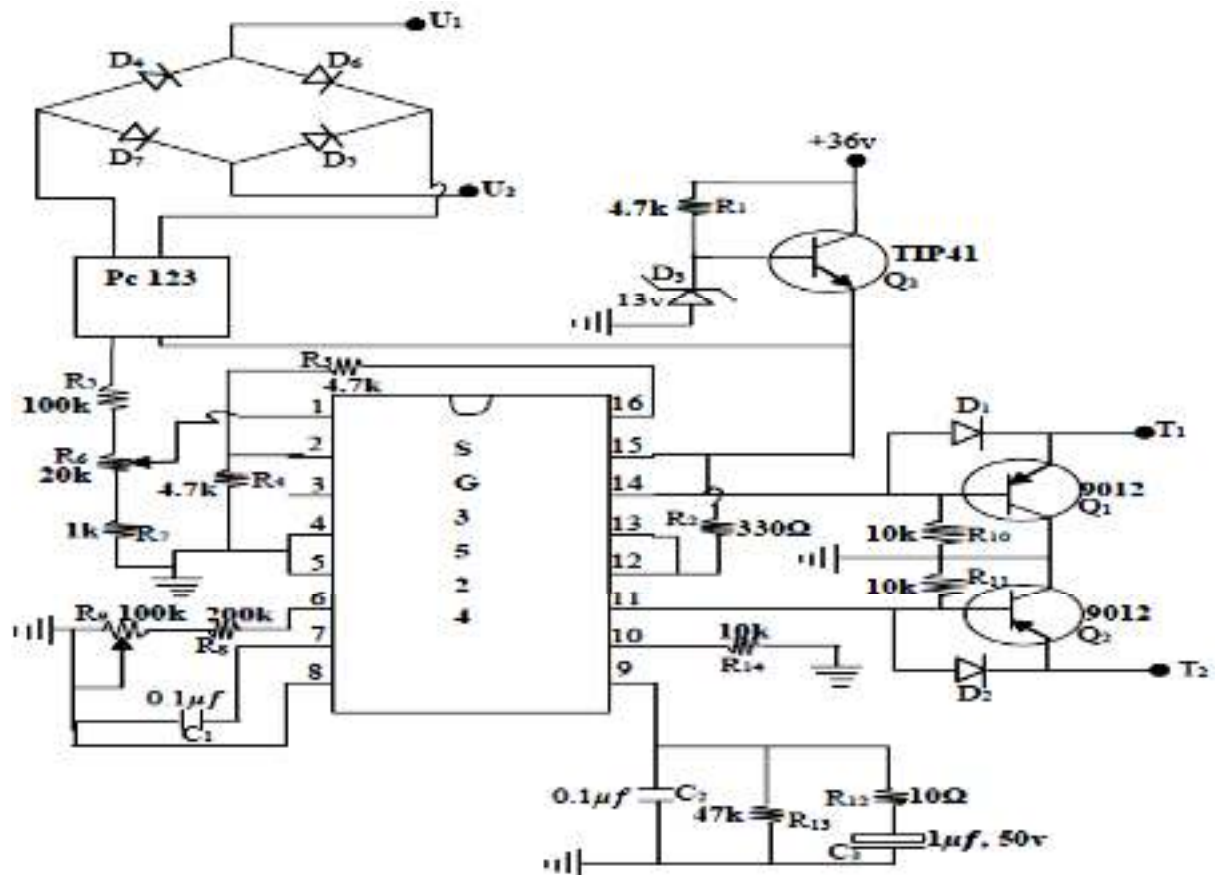 U1
D4
D6
D7
D5
U2
+36v
4.7k R1
TIP41
Q3
Pc 123
D3
13v
R3
4.7k
R5
100k
1
16
D1
T1
2
15
R6
20k
4.7k R4
3
14
9012
Q1
1k R7
4
13
R2 330Ω
10k R10
5
12
10k R11
6
11
9012
Q2
R9 100k 200k
R8
7
10
10k
R14
8
9
D2
T2
S
G
3
5
2
4
0.1μf
C1
0.1μf C2
47k R13
R12 10Ω
C3 1μf, 50v